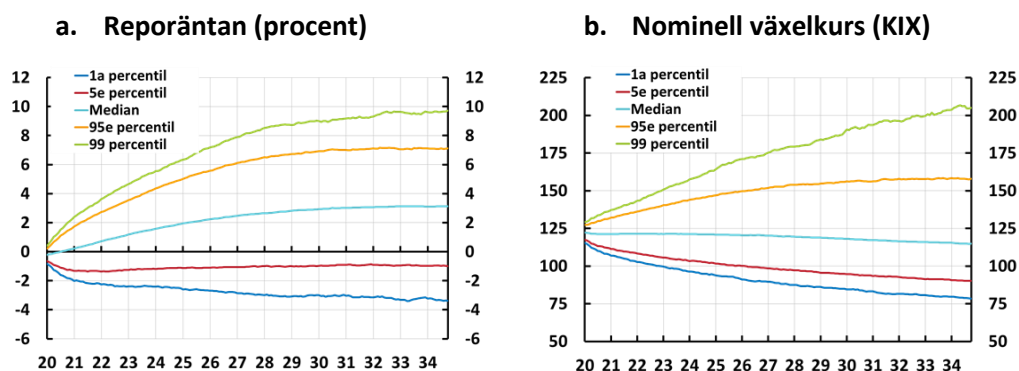 a. Reporäntan (procent)
12 12
10 10
8 8
6 6
4 4
2 2
0 0
-2 -2
-4 -4
-6 -6
1a percentil
5e percentil
Median
95e percentil
99 percentil
20 21 22 23 24 25 26 27 28 29 30 31 32 33 34
b. Nominell växelkurs (KIX)
225 225
200 200
175 175
150 150
125 125
100 100
75 75
50 50
1a percentil
5e percentil
Median
95e percentil
99 percentil
20 21 22 23 24 25 26 27 28 29 30 31 32 33 34